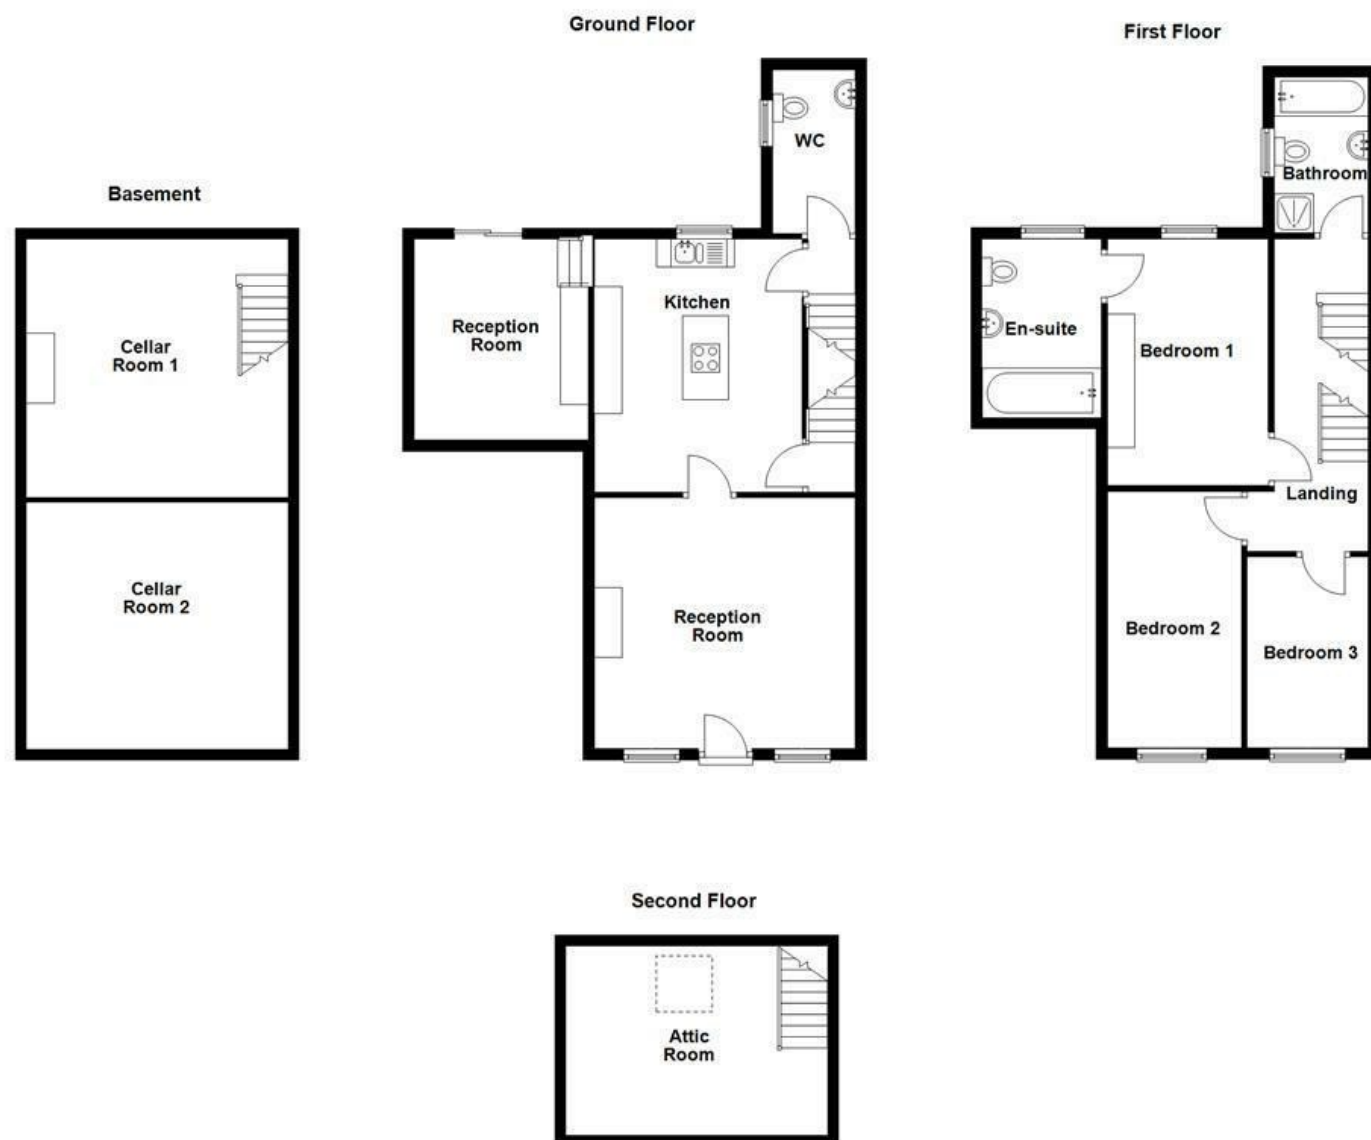 Basement
Cellar
Room 1
Cellar
Room 2
Ground Floor
WC
Kitchen
Reception
Room
Reception
Room
First Floor
Bathroom
En-suite
Bedroom 1
Landing
Bedroom 2
Bedroom 3
Second Floor
Attic
Room